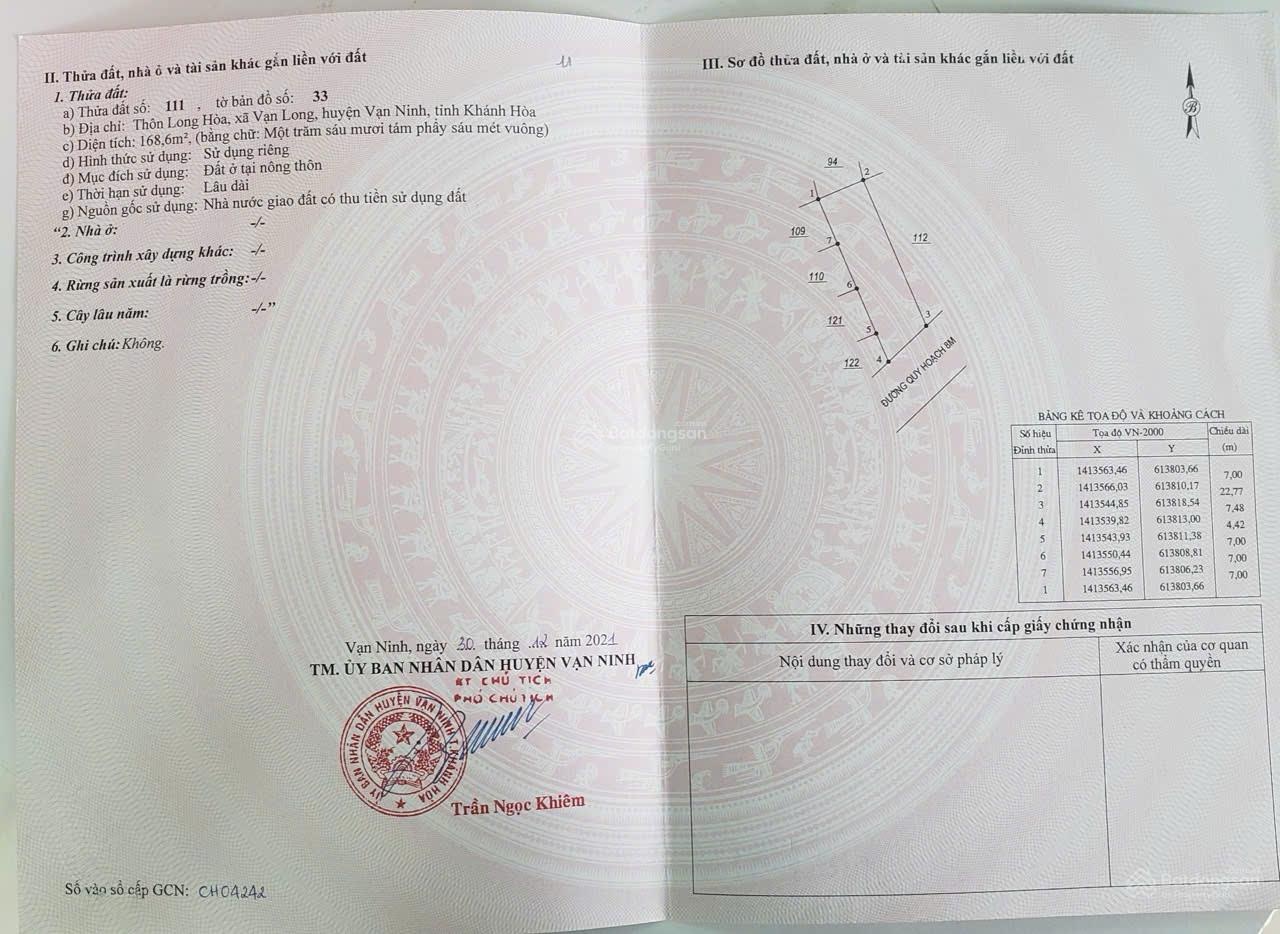 II. Thửa đất, nhà ở và tài sản khác gắn liền với đất
1. Thửa đất:
a) Thửa đất số: 111 , tờ bản đồ số: 33
b) Địa chỉ: Thôn Long Hòa, xã Vạn Long, huyện Vạn Ninh, tỉnh Khánh Hòa
c) Diện tích: 168,6m², (bằng chữ: Một trăm sáu mươi tám phẩy sáu mét vuông)
d) Hình thức sử dụng: Sử dụng riêng
đ) Mục đích sử dụng: Đất ở tại nông thôn
e) Thời hạn sử dụng: Lâu dài
g) Nguồn gốc sử dụng: Nhà nước giao đất có thu tiền sử dụng đất
“2. Nhà ở: -/-
3. Công trình xây dựng khác: -/-
4. Rừng sản xuất là rừng trồng: -/-
5. Cây lâu năm: -/-”
6. Ghi chú: Không.
Vạn Ninh, ngày 30 tháng 12 năm 2021
TM. ỦY BAN NHÂN DÂN HUYỆN VẠN NINH
KT CHỦ TỊCH
PHÓ CHỦ TỊCH
ỦY BAN NHÂN DÂN HUYỆN VẠN NINH T. KHÁNH HÒA
Trần Ngọc Khiêm
Số vào sổ cấp GCN: CH04242
III. Sơ đồ thửa đất, nhà ở và tài sản khác gắn liền với đất
B
94
2
1
109
112
7
110
6
121
3
5
122
4
ĐƯỜNG QUY HOẠCH 8M
BẢNG KÊ TỌA ĐỘ VÀ KHOẢNG CÁCH
Số hiệu Đỉnh thửa Tọa độ VN-2000 Chiều dài (m)
X Y
1 1413563,46 613803,66
7,00
2 1413566,03 613810,17
22,77
3 1413544,85 613818,54
7,48
4 1413539,82 613813,00
4,42
5 1413543,93 613811,38
7,00
6 1413550,44 613808,81
7,00
7 1413556,95 613806,23
7,00
1 1413563,46 613803,66
IV. Những thay đổi sau khi cấp giấy chứng nhận
Nội dung thay đổi và cơ sở pháp lý
Xác nhận của cơ quan
có thẩm quyền
Batdongsan
Batdongsan